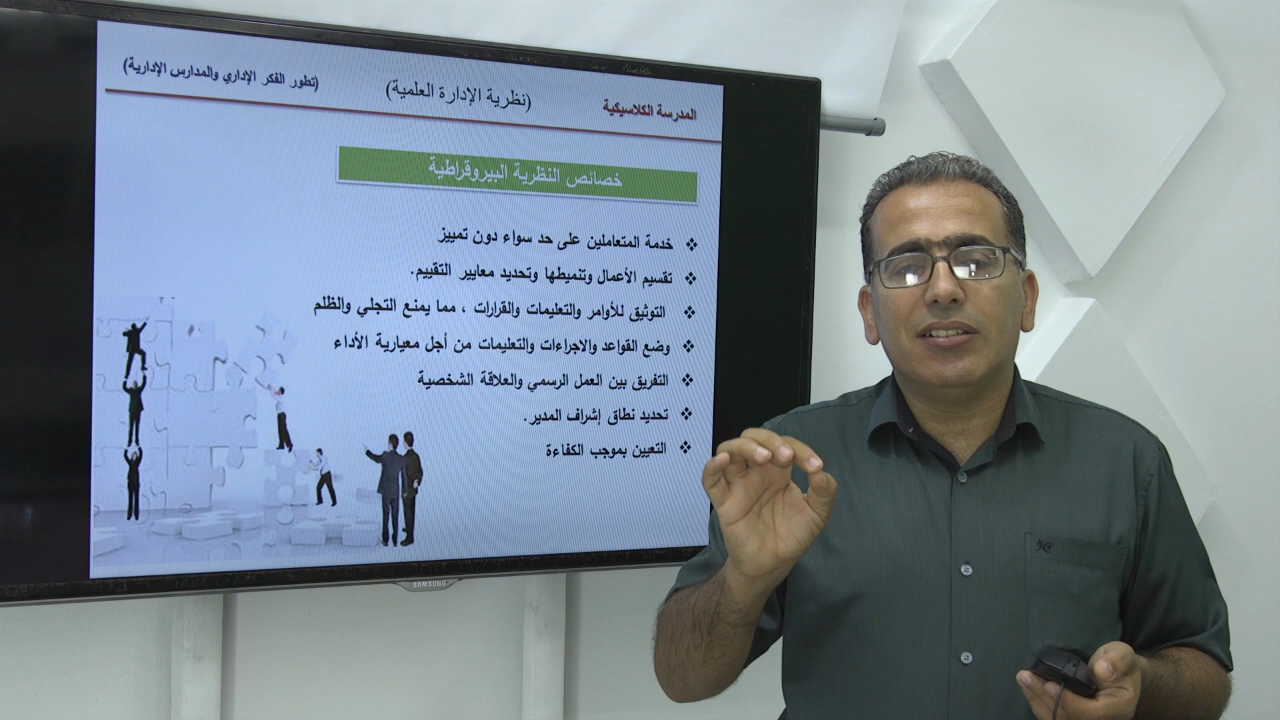 المدرسة الكلاسيكية (نظرية الإدارة العلمية) (تطور الفكر الإداري والمدارس الإدارية)
خصائص النظرية البيروقراطية
❖ خدمة المتعاملين على حد سواء دون تمييز
❖ تقسيم الأعمال وتنميطها وتحديد معايير التقييم.
❖ التوثيق للأوامر والتعليمات والقرارات ، مما يمنع التجلي والظلم
❖ وضع القواعد والاجراءات والتعليمات من أجل معيارية الأداء
❖ التفريق بين العمل الرسمي والعلاقة الشخصية
❖ تحديد نطاق إشراف المدير.
❖ التعيين بموجب الكفاءة
SAMSUNG